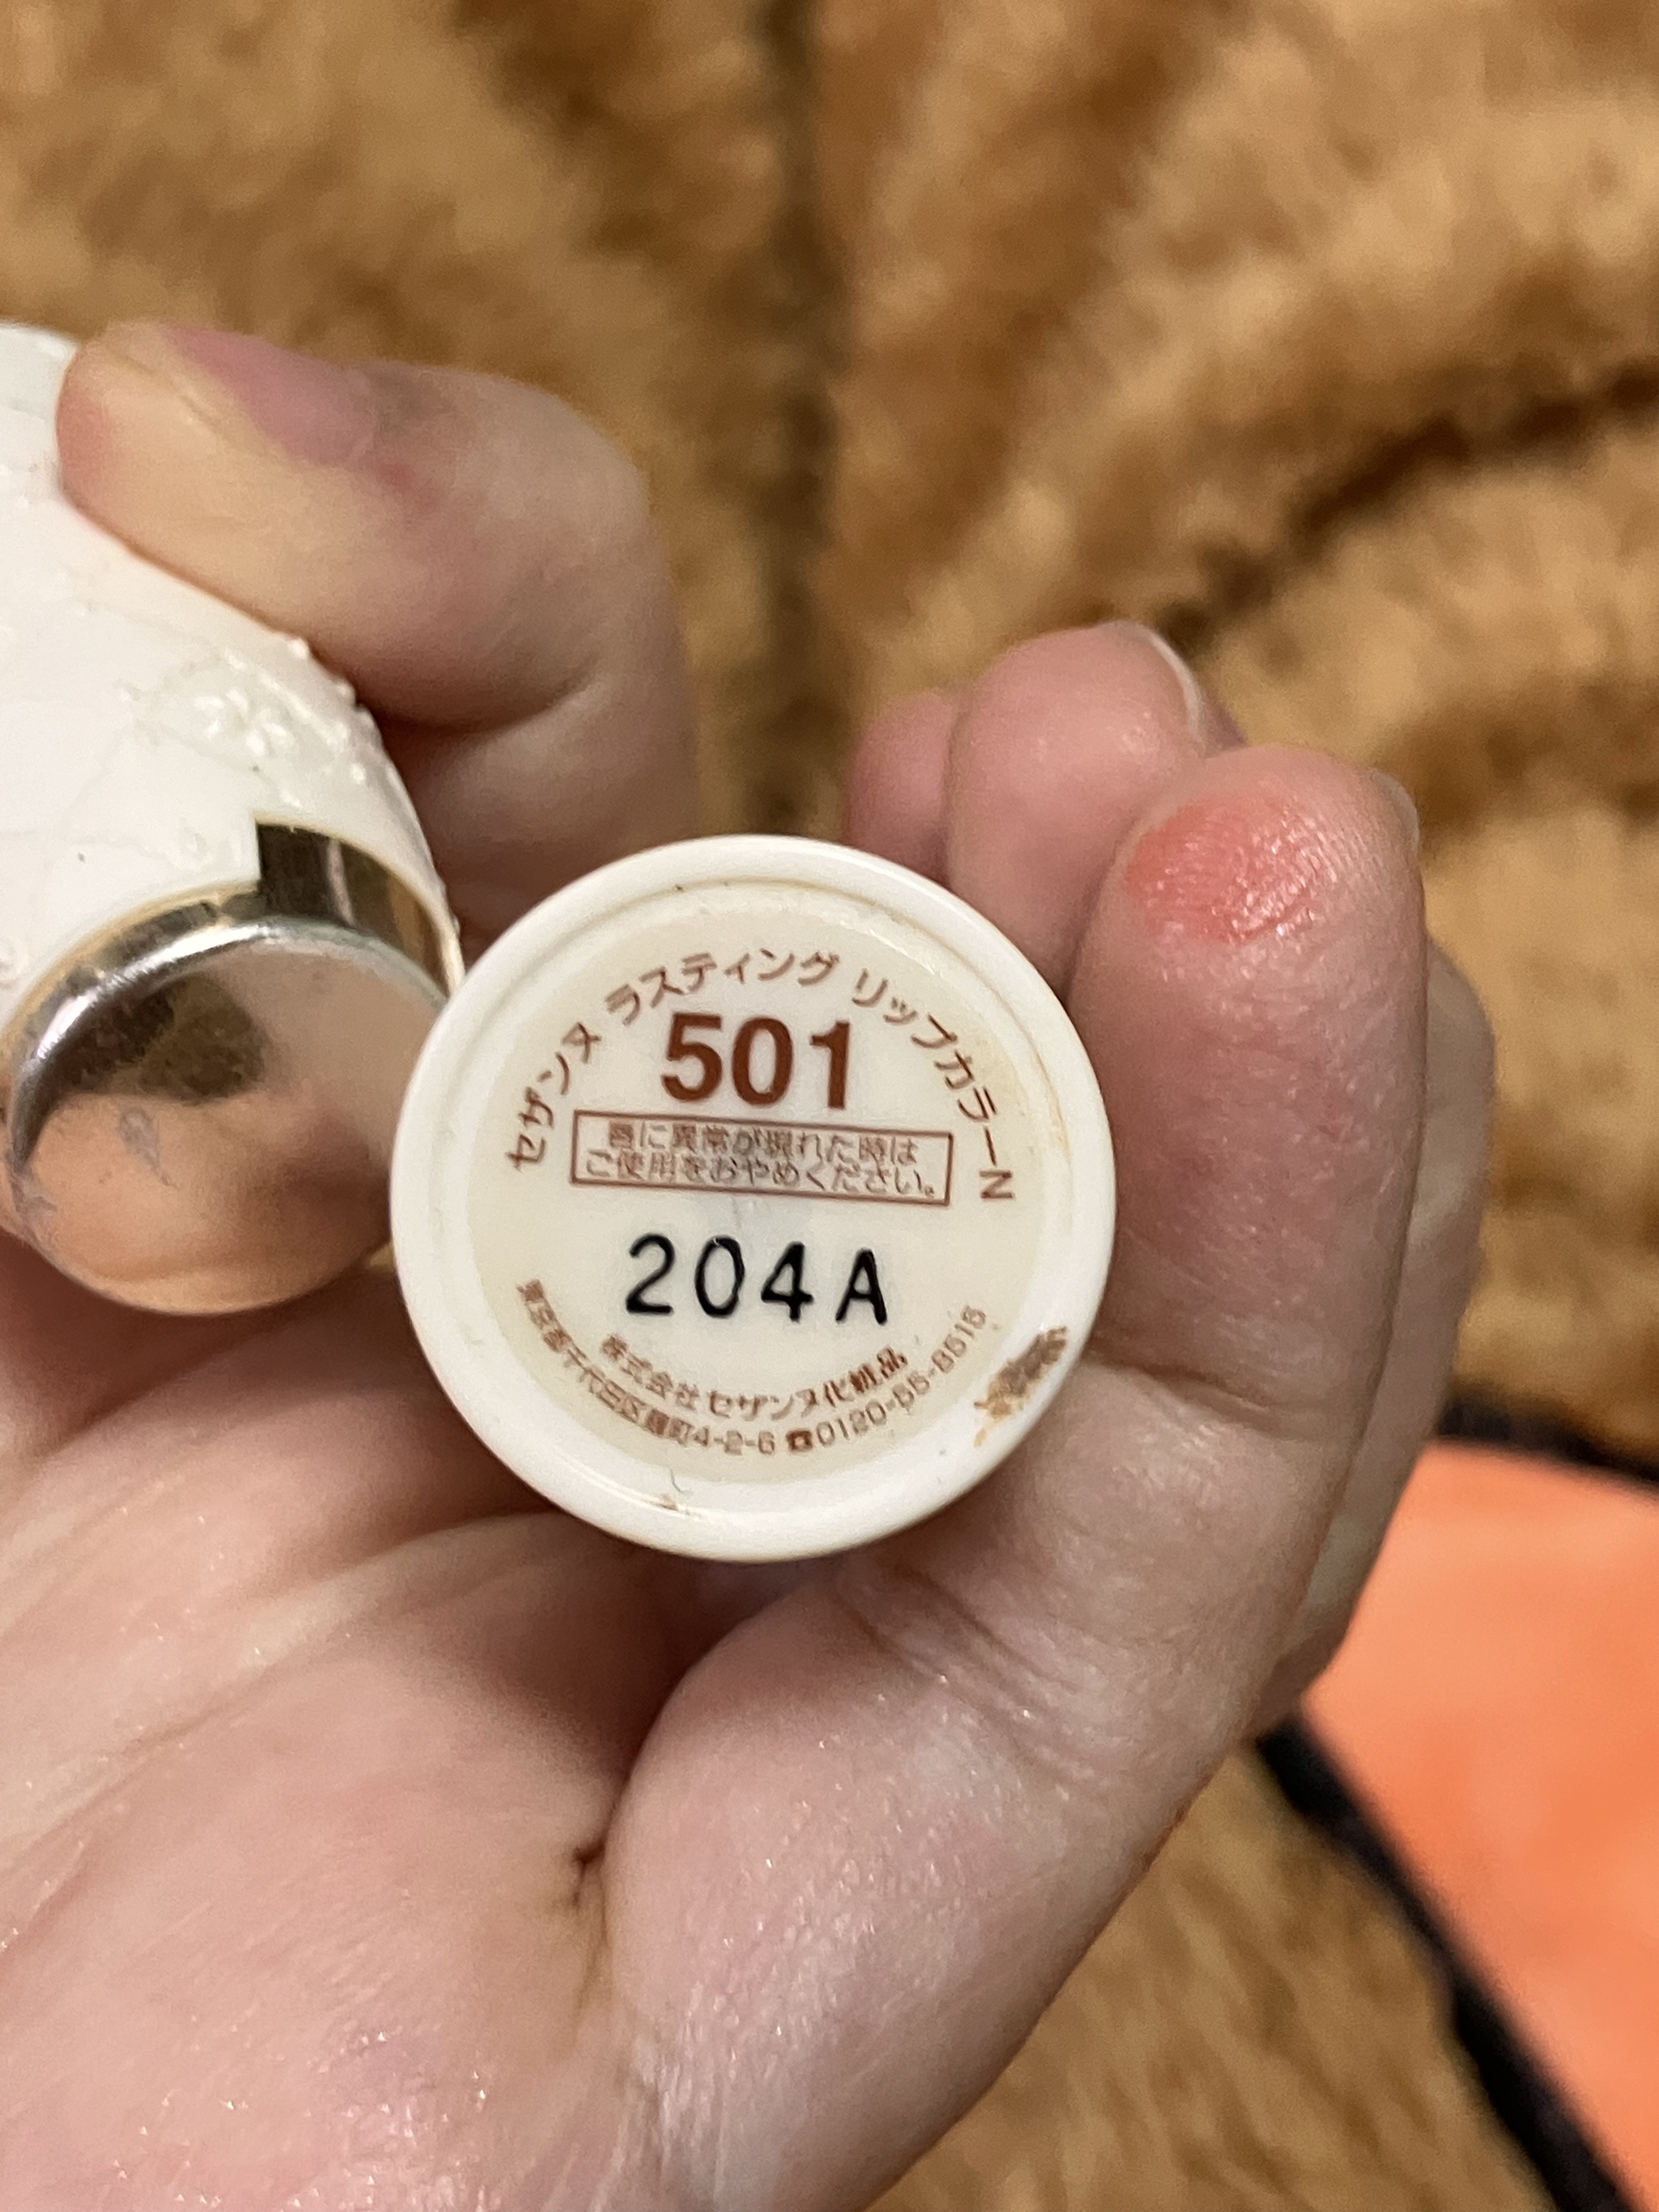 セザンヌ ラスティング リップカラーN
501
唇に異常が現れた時は
ご使用をおやめください。
204A
株式会社 セザンヌ化粧品
東京都千代田区麹町4-2-6 ☎0120-55-8515